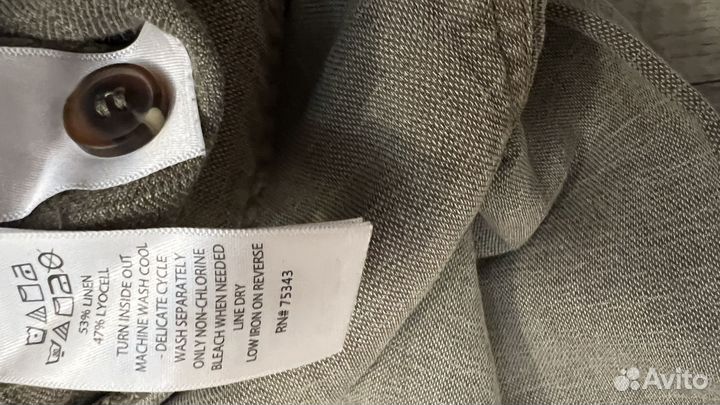 53% LINEN
47% LYOCELL
TURN INSIDE OUT
MACHINE WASH COOL
- DELICATE CYCLE
WASH SEPARATELY
ONLY NON-CHLORINE
BLEACH WHEN NEEDED
LINE DRY
LOW IRON ON REVERSE
RN# 75343
Avito